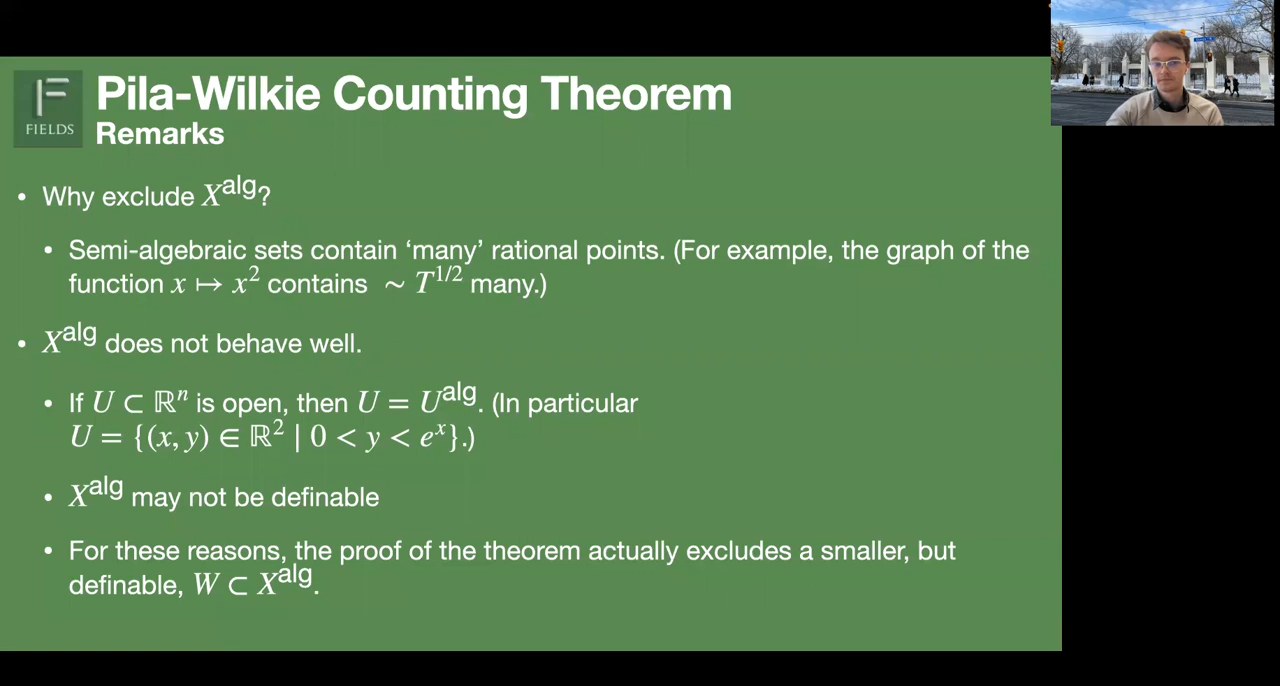 FIELDS
Pila-Wilkie Counting Theorem
Remarks
• Why exclude X^alg?
• Semi-algebraic sets contain ‘many’ rational points. (For example, the graph of the
function x ↦ x² contains ∼ T^1/2 many.)
• X^alg does not behave well.
• If U ⊂ ℝⁿ is open, then U = U^alg. (In particular
U = {(x, y) ∈ ℝ² | 0 < y < eˣ}.)
• X^alg may not be definable
• For these reasons, the proof of the theorem actually excludes a smaller, but
definable, W ⊂ X^alg.